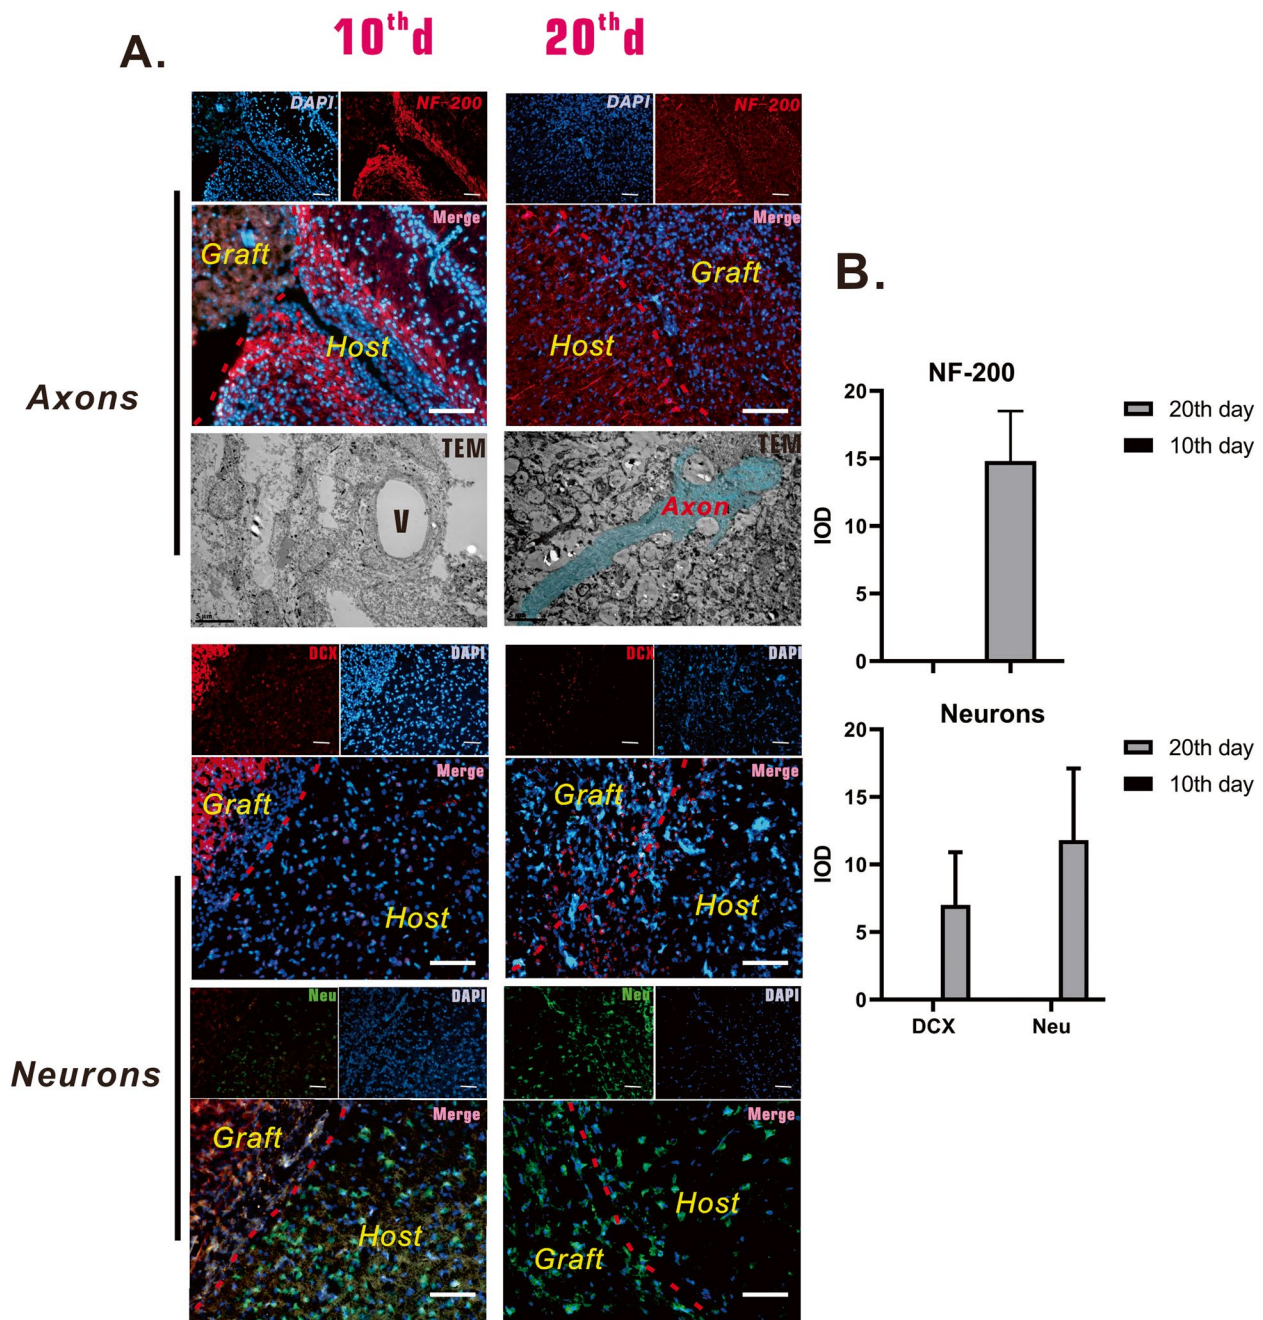 A.
10th d
20th d
DAPI
NF-200
DAPI
NF-200
Merge
Graft
Host
Merge
Graft
Host
Axons
TEM
V
5 µm
TEM
Axon
DCX
DAPI
DCX
DAPI
Merge
Graft
Host
Merge
Graft
Host
Neu
DAPI
Neu
DAPI
Neurons
Merge
Graft
Host
Merge
Host
Graft
B.
NF-200
20
15
10
5
0
IOD
20th day
10th day
Neurons
20
15
10
5
0
IOD
DCX
Neu
20th day
10th day